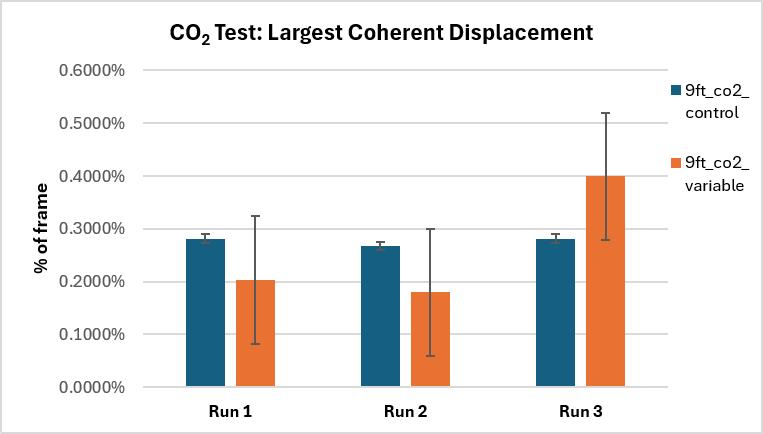 CO₂ Test: Largest Coherent Displacement
0.6000%
0.5000%
0.4000%
0.3000%
0.2000%
0.1000%
0.0000%
% of frame
Run 1
Run 2
Run 3
9ft_co2_
control
9ft_co2_
variable